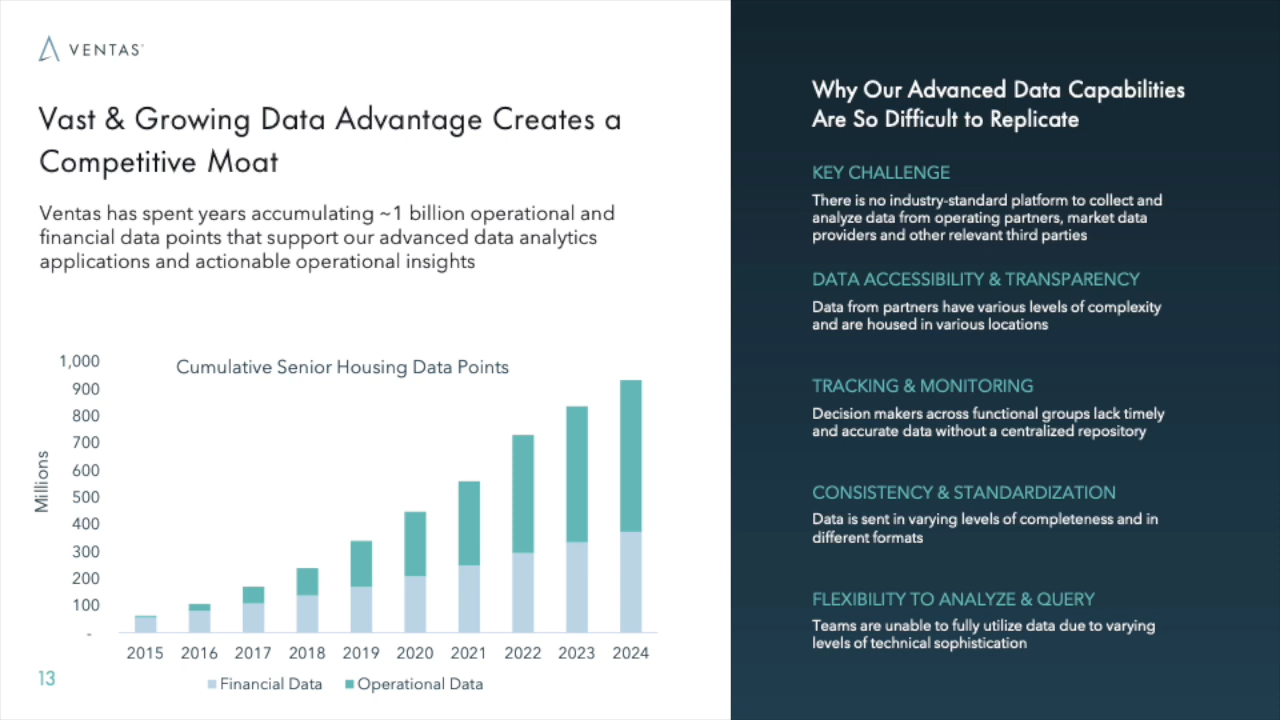 VENTAS
Vast & Growing Data Advantage Creates a
Competitive Moat
Ventas has spent years accumulating ~1 billion operational and
financial data points that support our advanced data analytics
applications and actionable operational insights
Cumulative Senior Housing Data Points
Millions
1,000
900
800
700
600
500
400
300
200
100
-
2015 2016 2017 2018 2019 2020 2021 2022 2023 2024
Financial Data Operational Data
13
Why Our Advanced Data Capabilities
Are So Difficult to Replicate
KEY CHALLENGE
There is no industry-standard platform to collect and
analyze data from operating partners, market data
providers and other relevant third parties
DATA ACCESSIBILITY & TRANSPARENCY
Data from partners have various levels of complexity
and are housed in various locations
TRACKING & MONITORING
Decision makers across functional groups lack timely
and accurate data without a centralized repository
CONSISTENCY & STANDARDIZATION
Data is sent in varying levels of completeness and in
different formats
FLEXIBILITY TO ANALYZE & QUERY
Teams are unable to fully utilize data due to varying
levels of technical sophistication